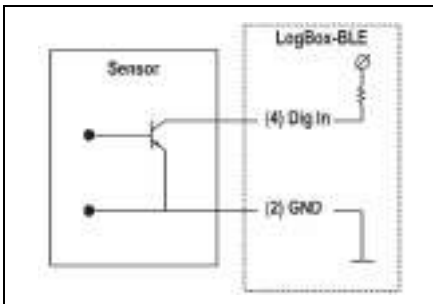 LogBox-BLE
Sensor
(4) Dig In
(2) GND